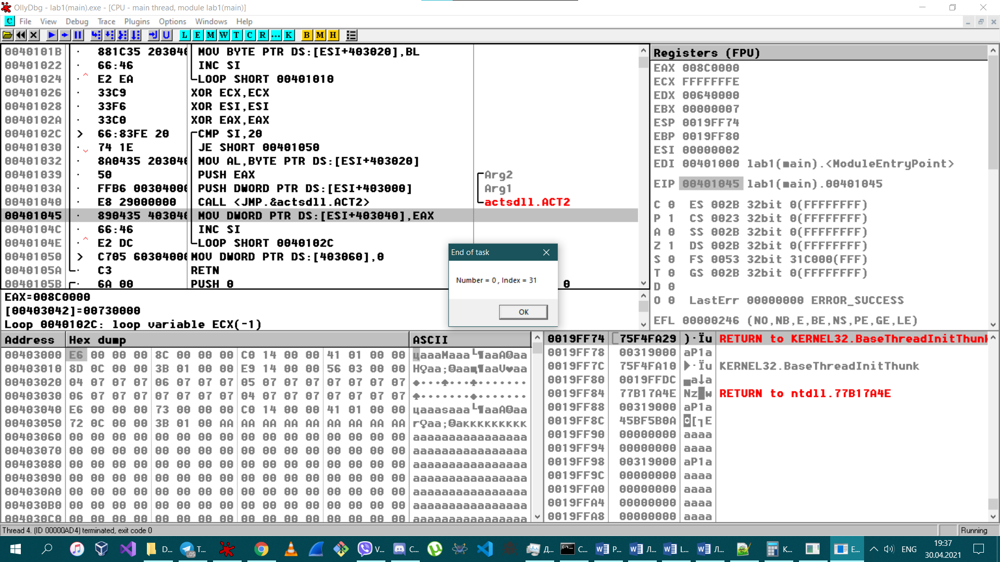 OllyDbg - lab1(main).exe - [CPU - main thread, module lab1(main)]
C File View Debug Trace Plugins Options Windows Help
L E M W T C R ... K B M H
0040101B · 881C35 203040 MOV BYTE PTR DS:[ESI+403020],BL
00401022 · 66:46 INC SI
00401024 ·^ E2 EA LOOP SHORT 00401010
00401026 · 33C9 XOR ECX,ECX
00401028 · 33F6 XOR ESI,ESI
0040102A · 33C0 XOR EAX,EAX
0040102C > 66:83FE 20 CMP SI,20
00401030 · 74 1E JE SHORT 00401050
00401032 · 8A0435 203040 MOV AL,BYTE PTR DS:[ESI+403020]
00401039 · 50 PUSH EAX Arg2
0040103A · FFB6 00304000 PUSH DWORD PTR DS:[ESI+403000] Arg1
00401040 · E8 29000000 CALL <JMP.&actsdll.ACT2> actsdll.ACT2
00401045 · 890435 403040 MOV DWORD PTR DS:[ESI+403040],EAX
0040104C · 66:46 INC SI
0040104E ·^ E2 DC LOOP SHORT 0040102C
00401050 > C705 60304000 MOV DWORD PTR DS:[403060],0
0040105A · C3 RETN
0040105B · 6A 00 PUSH 0 0
EAX=008C0000
[00403042]=00730000
Loop 0040102C: loop variable ECX(-1)
Registers (FPU)
EAX 008C0000
ECX FFFFFFFE
EDX 00640000
EBX 00000007
ESP 0019FF74
EBP 0019FF80
ESI 00000002
EDI 00401000 lab1(main).<ModuleEntryPoint>
EIP 00401045 lab1(main).00401045
C 0 ES 002B 32bit 0(FFFFFFFF)
P 1 CS 0023 32bit 0(FFFFFFFF)
A 0 SS 002B 32bit 0(FFFFFFFF)
Z 1 DS 002B 32bit 0(FFFFFFFF)
S 0 FS 0053 32bit 31C000(FFF)
T 0 GS 002B 32bit 0(FFFFFFFF)
D 0
O 0 LastErr 00000000 ERROR_SUCCESS
EFL 00000246 (NO,NB,E,BE,NS,PE,GE,LE)
End of task
Number = 0 , Index = 31
OK
Address Hex dump ASCII
00403000 E6 00 00 00 8C 00 00 00 C0 14 00 00 41 01 00 00 цaaaМaaa└¶aaA☺aa
00403010 8D 0C 00 00 3B 01 00 00 E9 14 00 00 56 03 00 00 Н♀aa;☺aaщ¶aaV♥aa
00403020 04 07 07 07 06 07 07 07 05 07 07 07 07 07 07 07 ♦•••♠•••♣•••••••
00403030 06 07 07 07 07 07 07 07 04 07 07 07 07 07 07 07 ♠•••••••♦•••••••
00403040 E6 00 00 00 73 00 00 00 C0 14 00 00 41 01 00 00 цaaasaaa└¶aaA☺aa
00403050 72 0C 00 00 3B 01 00 AA AA AA AA AA AA AA AA AA r♀aa;☺aккккккккк
00403060 00 00 00 00 00 00 00 00 00 00 00 00 00 00 00 00 aaaaaaaaaaaaaaaa
00403070 00 00 00 00 00 00 00 00 00 00 00 00 00 00 00 00 aaaaaaaaaaaaaaaa
00403080 00 00 00 00 00 00 00 00 00 00 00 00 00 00 00 00 aaaaaaaaaaaaaaaa
00403090 00 00 00 00 00 00 00 00 00 00 00 00 00 00 00 00 aaaaaaaaaaaaaaaa
004030A0 00 00 00 00 00 00 00 00 00 00 00 00 00 00 00 00 aaaaaaaaaaaaaaaa
004030B0 00 00 00 00 00 00 00 00 00 00 00 00 00 00 00 00 aaaaaaaaaaaaaaaa
004030C0 00 00 00 00 00 00 00 00 00 00 00 00 00 00 00 00 aaaaaaaaaaaaaaaa
0019FF74 75F4FA29 )·Їu RETURN to KERNEL32.BaseThreadInitThunk
0019FF78 00319000 aP1a
0019FF7C 75F4FA10 ►·Їu KERNEL32.BaseThreadInitThunk
0019FF80 0019FFDC ▄a↓a
0019FF84 77B17A4E Nz▒w RETURN to ntdll.77B17A4E
0019FF88 00319000 aP1a
0019FF8C 45BF5B0A ◙[┐E
0019FF90 00000000 aaaa
0019FF94 00000000 aaaa
0019FF98 00319000 aP1a
0019FF9C 00000000 aaaa
0019FFA0 00000000 aaaa
0019FFA4 00000000 aaaa
0019FFA8 00000000 aaaa
Thread 4. (ID 00000AD4) terminated, exit code 0 Running
D... T... .05 V... C... Д... C... P... Л... L... Л... K... E... ENG
19:37
30.04.2021